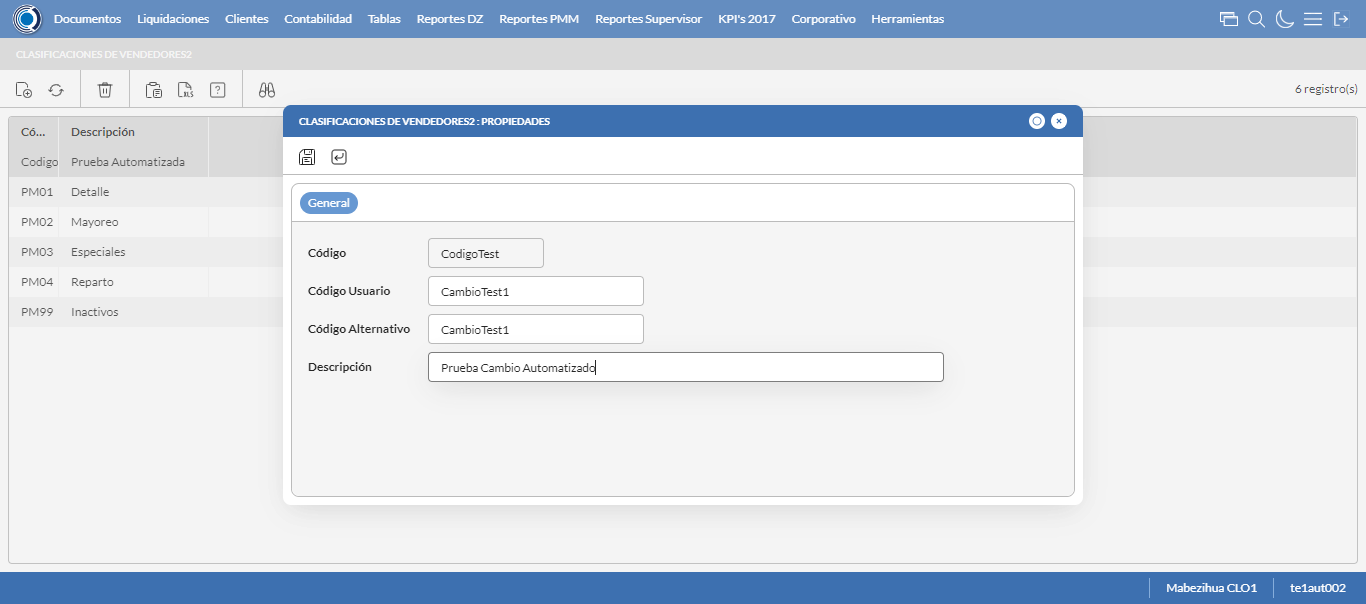 Documentos Liquidaciones Clientes Contabilidad Tablas Reportes DZ Reportes PMM Reportes Supervisor KPI's 2017 Corporativo Herramientas
CLASIFICACIONES DE VENDEDORES2
XLS ? 6 registro(s)
Có... Descripción
Codigo Prueba Automatizada
PM01 Detalle
PM02 Mayoreo
PM03 Especiales
PM04 Reparto
PM99 Inactivos
CLASIFICACIONES DE VENDEDORES2 : PROPIEDADES
General
Código CodigoTest
Código Usuario CambioTest1
Código Alternativo CambioTest1
Descripción Prueba Cambio Automatizado
Mabezihua CLO1 te1aut002